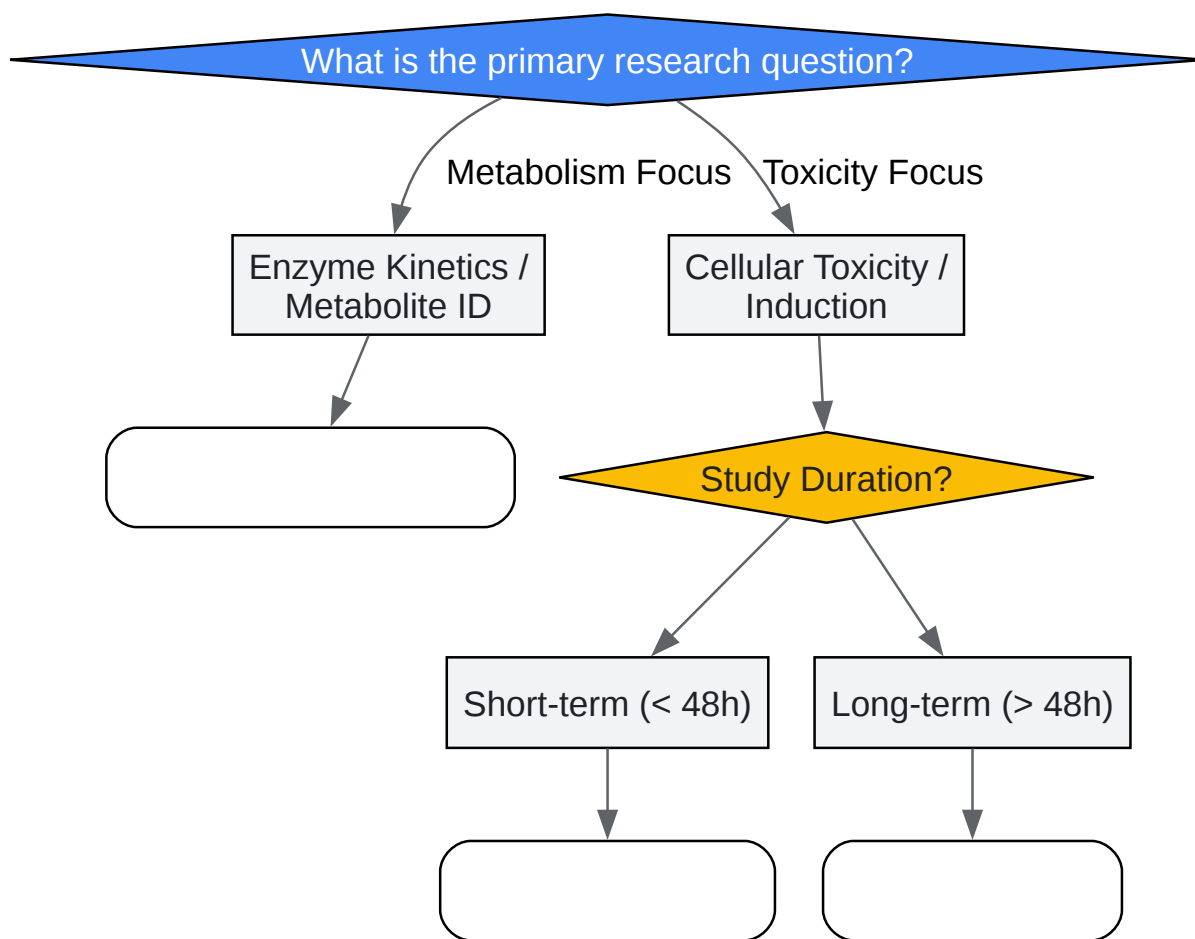 What is the primary research question?
Metabolism Focus
Toxicity Focus
Enzyme Kinetics /
Metabolite ID
Cellular Toxicity /
Induction
Study Duration?
Short-term (< 48h)
Long-term (> 48h)